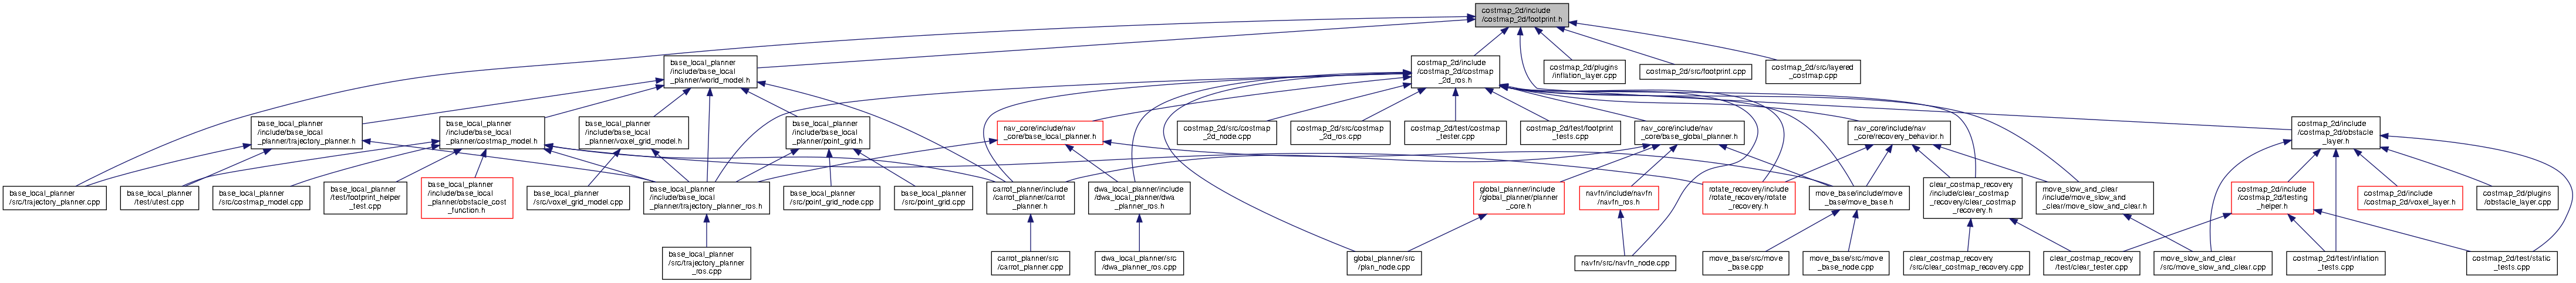 costmap_2d/include
/costmap_2d/footprint.h
base_local_planner
/include/base_local
_planner/world_model.h
costmap_2d/include
/costmap_2d/costmap
_2d_ros.h
costmap_2d/plugins
/inflation_layer.cpp
costmap_2d/src/footprint.cpp
costmap_2d/src/layered
_costmap.cpp
base_local_planner
/include/base_local
_planner/trajectory_planner.h
base_local_planner
/include/base_local
_planner/costmap_model.h
base_local_planner
/include/base_local
_planner/voxel_grid_model.h
base_local_planner
/include/base_local
_planner/point_grid.h
nav_core/include/nav
_core/base_local_planner.h
costmap_2d/src/costmap
_2d_node.cpp
costmap_2d/src/costmap
_2d_ros.cpp
costmap_2d/test/costmap
_tester.cpp
costmap_2d/test/footprint
_tests.cpp
nav_core/include/nav
_core/base_global_planner.h
nav_core/include/nav
_core/recovery_behavior.h
costmap_2d/include
/costmap_2d/obstacle
_layer.h
base_local_planner
/src/trajectory_planner.cpp
base_local_planner
/test/utest.cpp
base_local_planner
/src/costmap_model.cpp
base_local_planner
/test/footprint_helper
_test.cpp
base_local_planner
/include/base_local
_planner/obstacle_cost
_function.h
base_local_planner
/src/voxel_grid_model.cpp
base_local_planner
/include/base_local
_planner/trajectory_planner_ros.h
base_local_planner
/src/point_grid_node.cpp
base_local_planner
/src/point_grid.cpp
carrot_planner/include
/carrot_planner/carrot
_planner.h
dwa_local_planner/include
/dwa_local_planner/dwa
_planner_ros.h
global_planner/include
/global_planner/planner
_core.h
navfn/include/navfn
/navfn_ros.h
rotate_recovery/include
/rotate_recovery/rotate
_recovery.h
move_base/include/move
_base/move_base.h
clear_costmap_recovery
/include/clear_costmap
_recovery/clear_costmap
_recovery.h
move_slow_and_clear
/include/move_slow_and
_clear/move_slow_and_clear.h
costmap_2d/include
/costmap_2d/testing
_helper.h
costmap_2d/include
/costmap_2d/voxel_layer.h
costmap_2d/plugins
/obstacle_layer.cpp
base_local_planner
/src/trajectory_planner
_ros.cpp
carrot_planner/src
/carrot_planner.cpp
dwa_local_planner/src
/dwa_planner_ros.cpp
global_planner/src
/plan_node.cpp
navfn/src/navfn_node.cpp
move_base/src/move
_base.cpp
move_base/src/move
_base_node.cpp
clear_costmap_recovery
/src/clear_costmap_recovery.cpp
clear_costmap_recovery
/test/clear_tester.cpp
move_slow_and_clear
/src/move_slow_and_clear.cpp
costmap_2d/test/inflation
_tests.cpp
costmap_2d/test/static
_tests.cpp